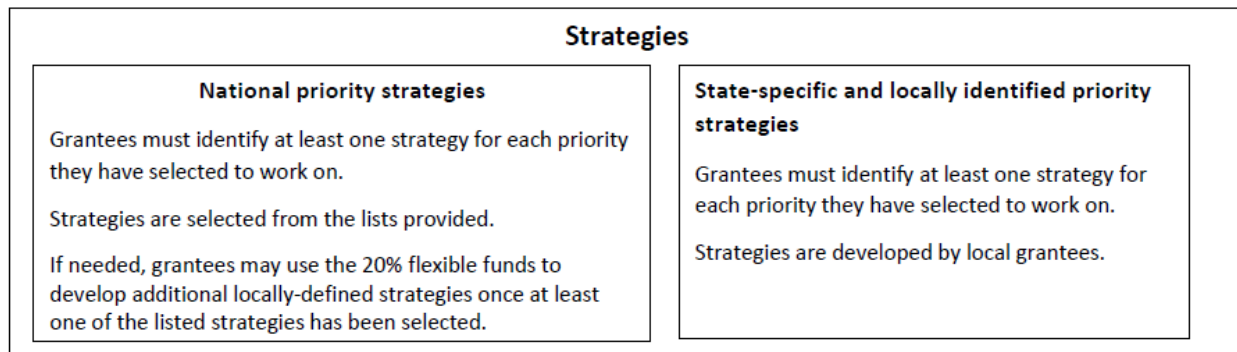 Strategies
National priority strategies
Grantees must identify at least one strategy for each priority
they have selected to work on.
Strategies are selected from the lists provided.
If needed, grantees may use the 20% flexible funds to
develop additional locally-defined strategies once at least
one of the listed strategies has been selected.
State-specific and locally identified priority
strategies
Grantees must identify at least one strategy for
each priority they have selected to work on.
Strategies are developed by local grantees.